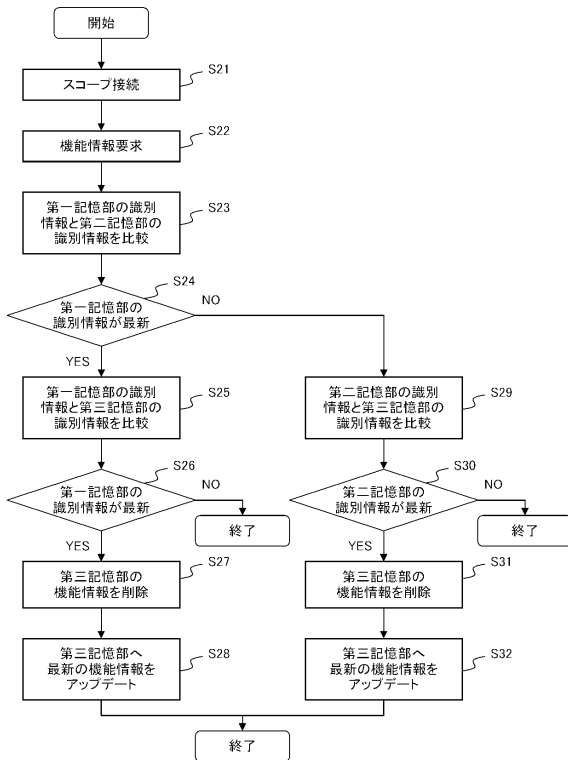 開始
スコープ接続
S21
機能情報要求
S22
第一記憶部の識別
情報と第二記憶部の
識別情報を比較
S23
S24
第一記憶部の
識別情報が最新
NO
YES
第一記憶部の識別
情報と第三記憶部の
識別情報を比較
S25
第二記憶部の識別
情報と第三記憶部の
識別情報を比較
S29
S26
第一記憶部の
識別情報が最新
NO
終了
YES
S30
第二記憶部の
識別情報が最新
NO
終了
YES
第三記憶部の
機能情報を削除
S27
第三記憶部の
機能情報を削除
S31
第三記憶部へ
最新の機能情報を
アップデート
S28
第三記憶部へ
最新の機能情報を
アップデート
S32
終了